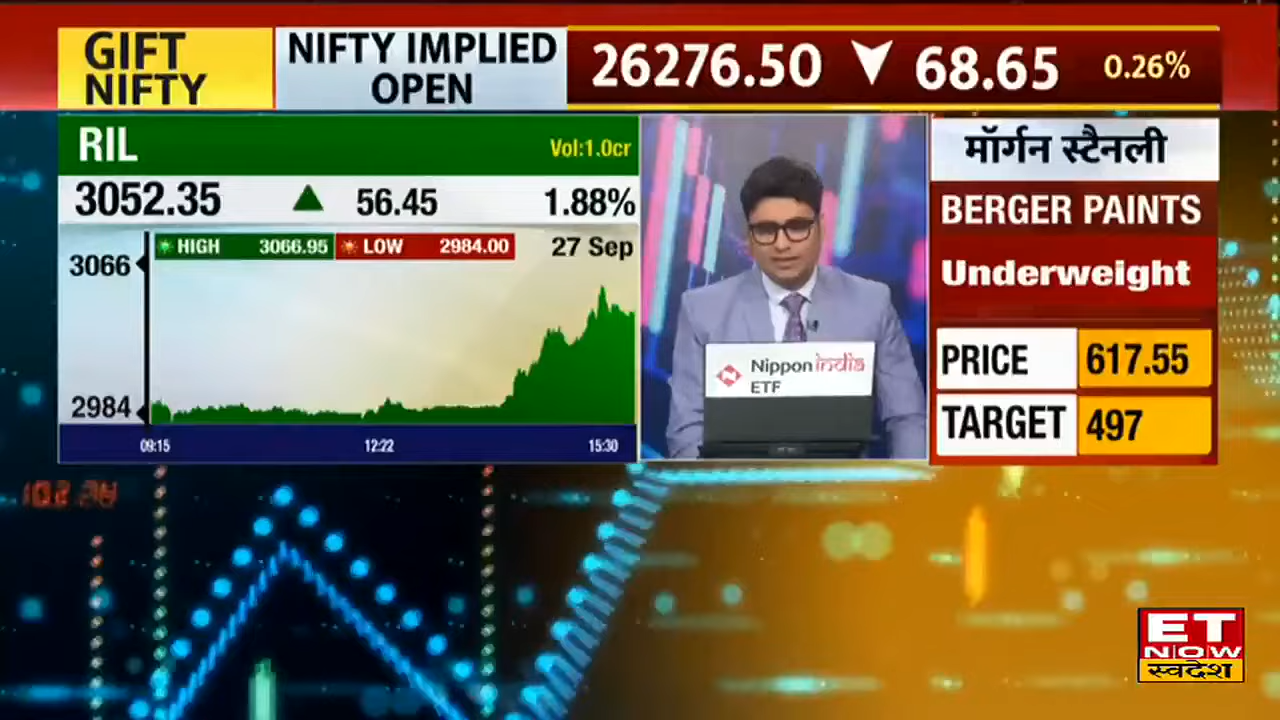 GIFT
NIFTY
NIFTY IMPLIED
OPEN
26276.50 ▼ 68.65 0.26%
RIL
Vol:1.0cr
3052.35 ▲ 56.45 1.88%
HIGH 3066.95 LOW 2984.00 27 Sep
3066
2984
09:15 12:22 15:30
Nippon india
ETF
मॉर्गन स्टैनली
BERGER PAINTS
Underweight
PRICE 617.55
TARGET 497
ET
NOW
स्वदेश